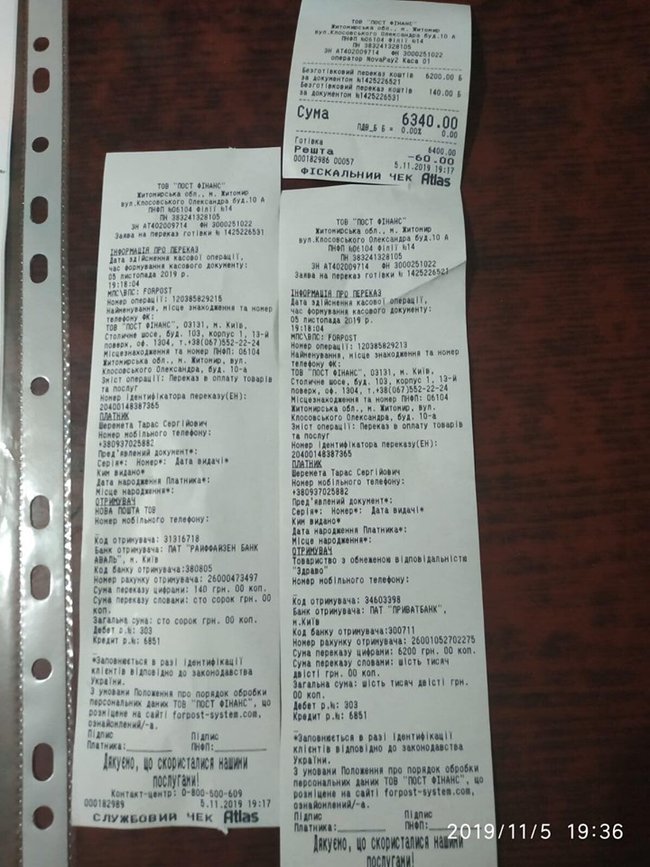 ТОВ "ПОСТ ФІНАНС"
Житомирська обл., м. Житомир
вул.Клосовського Олександра буд.10 А
ПНФП №06104 Філії №14
ПН 383241328105
ЗН АТ402009714 ФН 3000251022
оператор NovaPay2 Каса 01
Безготівковий переказ коштів 6200.00 Б
за документом №1425226521
Безготівковий переказ коштів 140.00 Б
за документом №1425226531
Сума 6340.00
ПДВ_Б Б = 0.00% 0.00
Готівка 6400.00
Решта -60.00
000182986 00057 5.11.2019 19:17
ФІСКАЛЬНИЙ ЧЕК Atlas
ТОВ "ПОСТ ФІНАНС"
Житомирська обл., м. Житомир
вул.Клосовського Олександра буд.10 А
ПНФП №06104 Філії №14
ПН 383241328105
ЗН АТ402009714 ФН 3000251022
Заява на переказ готівки № 1425226531
ІНФОРМАЦІЯ ПРО ПЕРЕКАЗ
Дата здійснення касової операції,
час формування касового документу:
05 листопада 2019 р.
19:18:04
МПС\ВПС: FORPOST
Номер операції: 120385829215
Найменування, місце знаходження та номер
телефону ФК:
ТОВ "ПОСТ ФІНАНС", 03131, м. Київ,
Столичне шосе, буд. 103, корпус 1, 13-й
поверх, оф. 1304, т.+38(067)552-22-24
Місцезнаходження та номер ПНФП: 06104
Житомирська обл., м. Житомир, вул.
Клосовського Олександра, буд. 10-а
Зміст операції: Переказ в оплату товарів
та послуг
Номер ідентифікатора переказу(ЕН):
20400148387365
ПЛАТНИК
Шеремета Тарас Сергійович
Номер мобільного телефону:
+380937025882
Пред'явлений документ*:
Серія*: Номер*: Дата видачі*
Ким видано*
Дата народження Платника*:
Місце народження*:
ОТРИМУВАЧ
НОВА ПОШТА ТОВ
Номер мобільного телефону:
Код отримувача: 31316718
Банк отримувача: ПАТ "РАЙФФАЙЗЕН БАНК
АВАЛЬ", м. Київ
Код банку отримувача:380805
Номер рахунку отримувача: 26000473497
Сума переказу цифрами: 140 грн. 00 коп.
Сума переказу словами: сто сорок грн. 00
коп.
Загальна сума: сто сорок грн. 00 коп.
Дебет р.№: 303
Кредит р.№: 6851
*Заповнюється в разі ідентифікації
клієнтів відповідно до законодавства
України.
З умовами Положення про порядок обробки
персональних даних ТОВ "ПОСТ ФІНАНС", що
розміщене на сайті forpost-system.com,
ознайомлений/-а.
Підпис Підпис
Платника: ПНФП:
Дякуємо, що скористалися нашими
послугами!
Контакт-центр: 0-800-500-609
000182989 5.11.2019 19:17
СЛУЖБОВИЙ ЧЕК Atlas
ТОВ "ПОСТ ФІНАНС"
Житомирська обл., м. Житомир
вул.Клосовського Олександра буд.10 А
ПНФП №06104 Філії №14
ПН 383241328105
ЗН АТ402009714 ФН 3000251022
Заява на переказ готівки №
ІНФОРМАЦІЯ ПРО ПЕРЕКАЗ
Дата здійснення касової операції,
час формування касового документу:
05 листопада 2019 р.
19:18:04
МПС\ВПС: FORPOST
Номер операції: 120385829213
Найменування, місце знаходження та номер
телефону ФК:
ТОВ "ПОСТ ФІНАНС", 03131, м. Київ,
Столичне шосе, буд. 103, корпус 1, 13-й
поверх, оф. 1304, т.+38(067)552-22-24
Місцезнаходження та номер ПНФП: 06104
Житомирська обл., м. Житомир, вул.
Клосовського Олександра, буд. 10-а
Зміст операції: Переказ в оплату товарів
та послуг
Номер ідентифікатора переказу(ЕН):
20400148387365
ПЛАТНИК
Шеремета Тарас Сергійович
Номер мобільного телефону:
+380937025882
Пред'явлений документ*:
Серія*: Номер*: Дата видачі*
Ким видано*
Дата народження Платника*:
Місце народження*:
ОТРИМУВАЧ
Товариство з обмеженою відповідальністю
"Здраво"
Номер мобільного телефону:
Код отримувача: 34603398
Банк отримувача: ПАТ "ПРИВАТБАНК",
м.Київ
Код банку отримувача:300711
Номер рахунку отримувача: 26001052702275
Сума переказу цифрами: 6200 грн. 00 коп.
Сума переказу словами: шість тисяч
двісті грн. 00 коп.
Загальна сума: шість тисяч двісті грн.
00 коп.
Дебет р.№: 303
Кредит р.№: 6851
*Заповнюється в разі ідентифікації
клієнтів відповідно до законодавства
України.
З умовами Положення про порядок обробки
персональних даних ТОВ "ПОСТ ФІНАНС", що
розміщене на сайті forpost-system.com,
ознайомлений/-а.
Підпис Підпис
Платника: ПНФП:
Дякуємо, що скористалися нашими
послугами!
2019/11/5 19:36